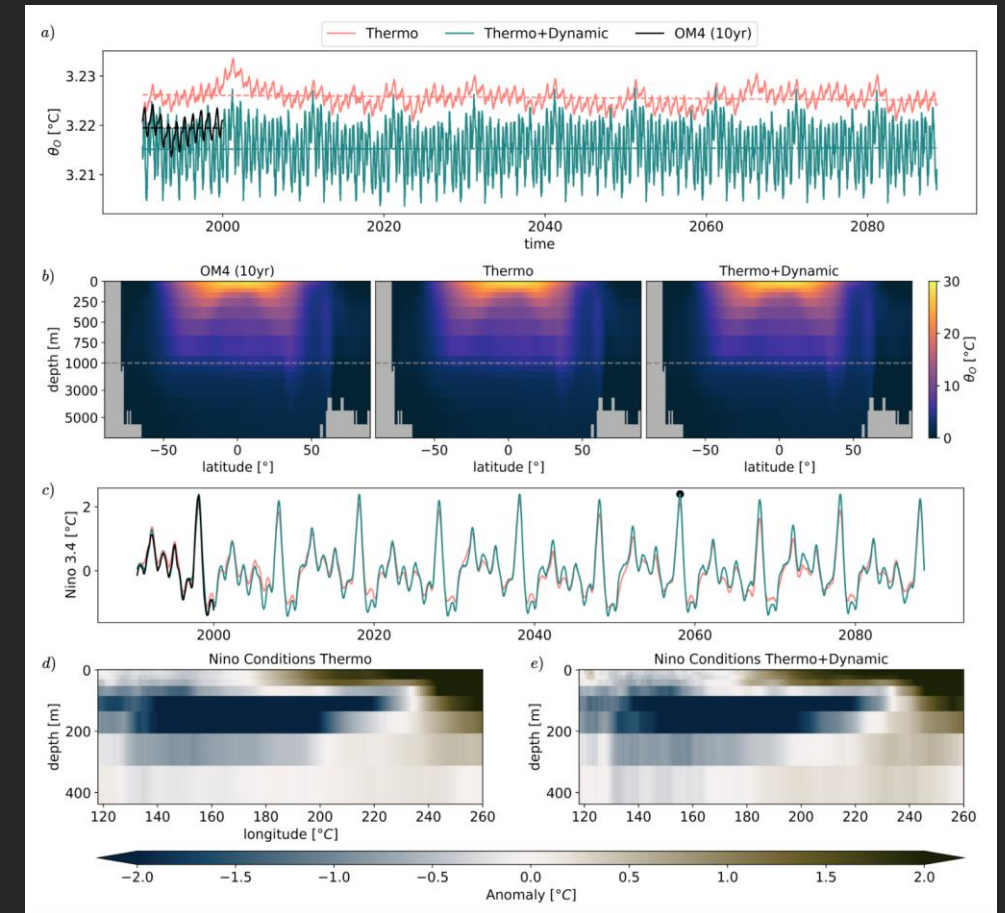 a)
Thermo Thermo+Dynamic OM4 (10yr)
3.23
3.22
3.21
θ_O [°C]
2000 2020 2040 2060 2080
time
b)
OM4 (10yr) Thermo Thermo+Dynamic
0
250
500
750
1000
3000
5000
depth [m]
−50 0 50 −50 0 50 −50 0 50
latitude [°] latitude [°] latitude [°]
30
20
10
0
θ_O [°C]
c)
2
0
Nino 3.4 [°C]
2000 2020 2040 2060 2080
d)
Nino Conditions Thermo
0
200
400
depth [m]
120 140 160 180 200 220 240 260
longitude [°C]
e)
Nino Conditions Thermo+Dynamic
0
200
400
depth [m]
120 140 160 180 200 220 240 260
−2.0 −1.5 −1.0 −0.5 0.0 0.5 1.0 1.5 2.0
Anomaly [°C]